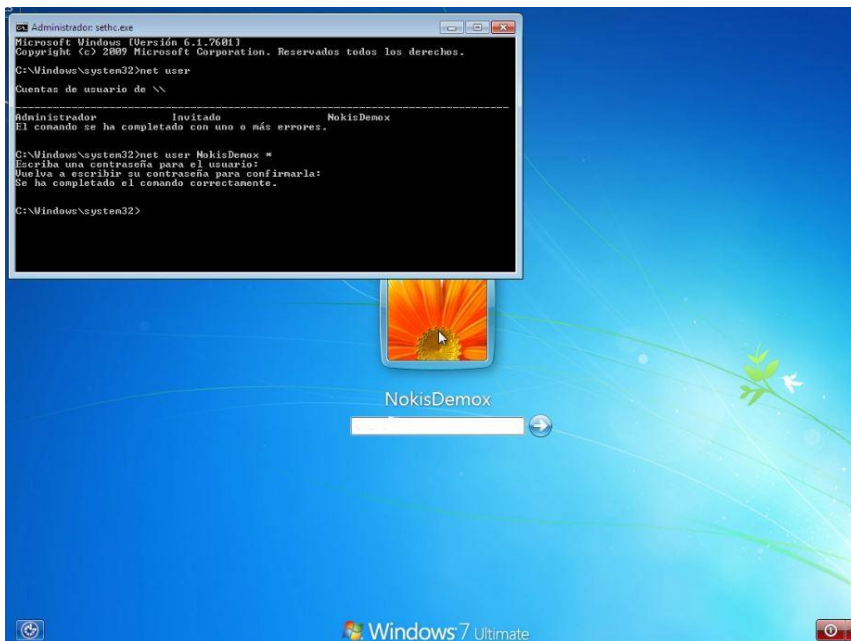 Administrador: sethc.exe
Microsoft Windows [Versión 6.1.7601]
Copyright (c) 2009 Microsoft Corporation. Reservados todos los derechos.
C:\Windows\system32>net user
Cuentas de usuario de \\
-------------------------------------------------------------------------------
Administrador Invitado NokisDemox
El comando se ha completado con uno o más errores.
C:\Windows\system32>net user NokisDemox *
Escriba una contraseña para el usuario:
Vuelva a escribir su contraseña para confirmarla:
Se ha completado el comando correctamente.
C:\Windows\system32>
NokisDemox
Windows 7 Ultimate